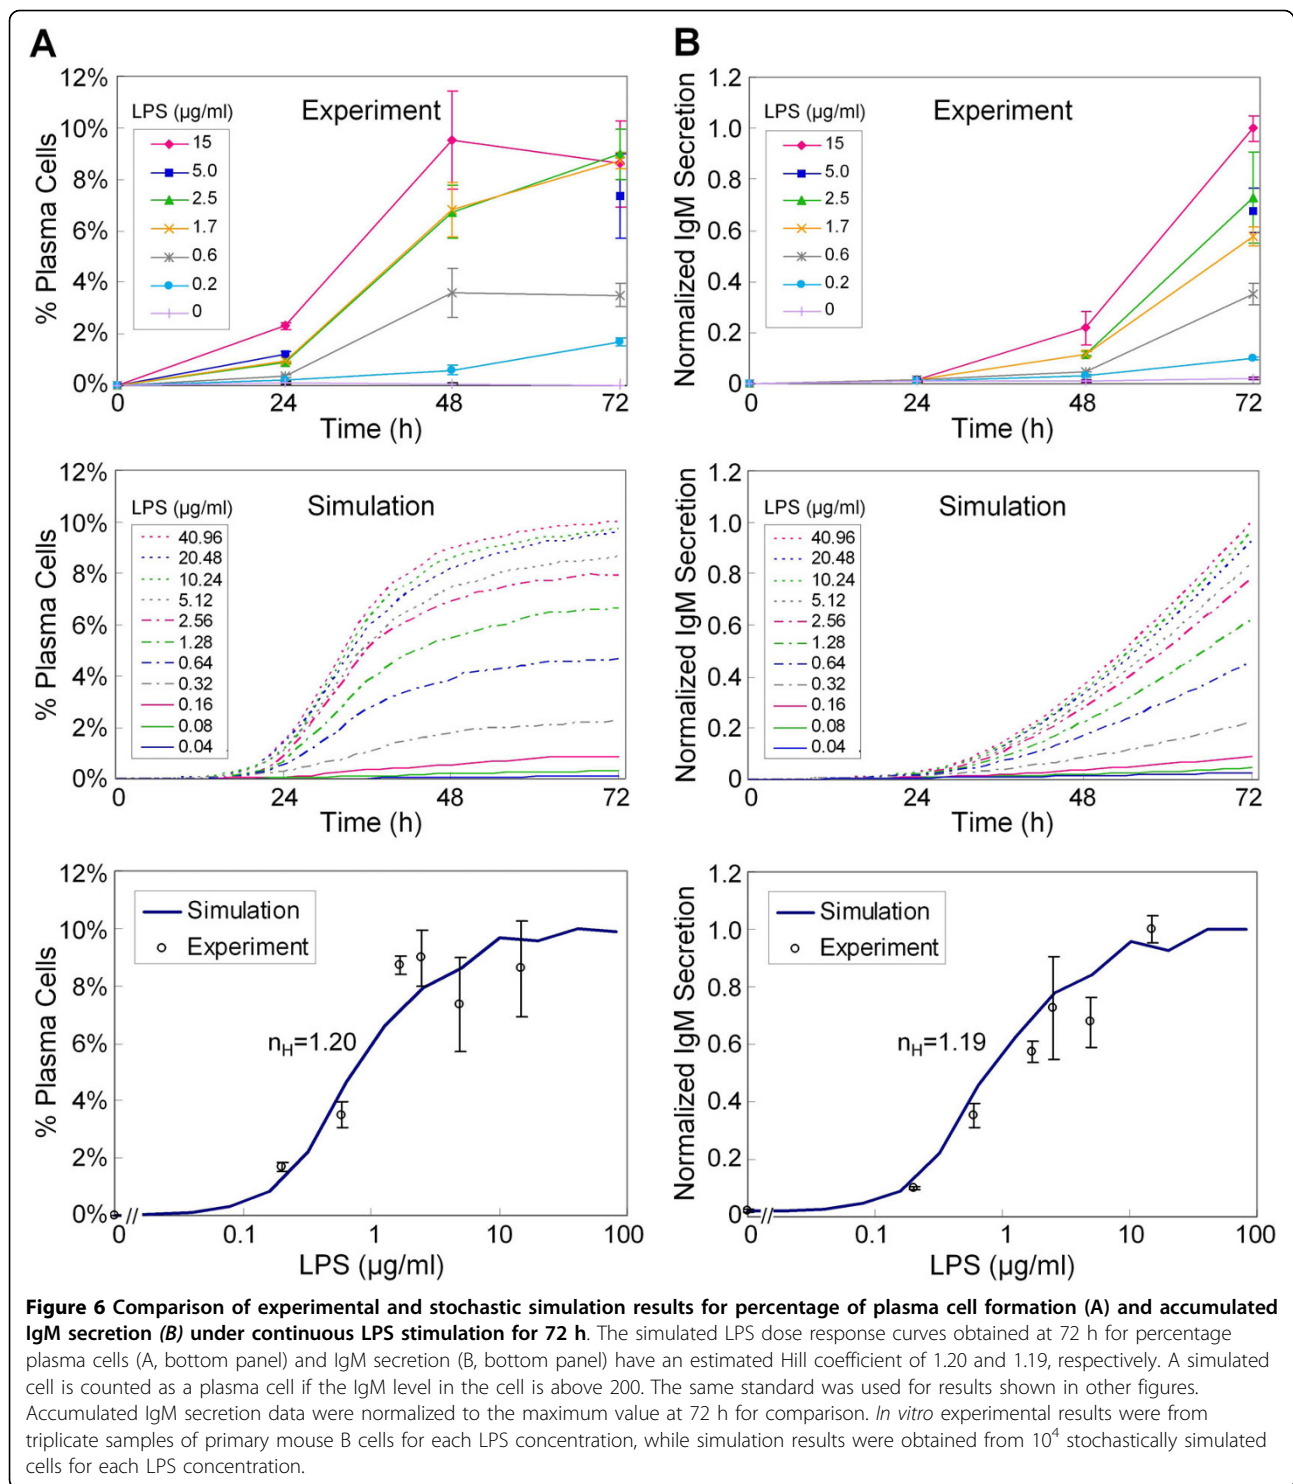 A
12%
10%
8%
6%
4%
2%
0%
% Plasma Cells
LPS (µg/ml)
15
5.0
2.5
1.7
0.6
0.2
0
Experiment
0 24 48 72
Time (h)
B
1.2
1.0
0.8
0.6
0.4
0.2
0
Normalized IgM Secretion
LPS (µg/ml)
15
5.0
2.5
1.7
0.6
0.2
0
Experiment
0 24 48 72
Time (h)
12%
10%
8%
6%
4%
2%
0%
% Plasma Cells
LPS (µg/ml)
40.96
20.48
10.24
5.12
2.56
1.28
0.64
0.32
0.16
0.08
0.04
Simulation
0 24 48 72
Time (h)
1.2
1.0
0.8
0.6
0.4
0.2
0
Normalized IgM Secretion
LPS (µg/ml)
40.96
20.48
10.24
5.12
2.56
1.28
0.64
0.32
0.16
0.08
0.04
Simulation
0 24 48 72
Time (h)
12%
10%
8%
6%
4%
2%
0%
% Plasma Cells
Simulation
Experiment
nH=1.20
0 // 0.1 1 10 100
LPS (µg/ml)
1.2
1.0
0.8
0.6
0.4
0.2
0
Normalized IgM Secretion
Simulation
Experiment
nH=1.19
0 // 0.1 1 10 100
LPS (µg/ml)
Figure 6 Comparison of experimental and stochastic simulation results for percentage of plasma cell formation (A) and accumulated
IgM secretion (B) under continuous LPS stimulation for 72 h. The simulated LPS dose response curves obtained at 72 h for percentage
plasma cells (A, bottom panel) and IgM secretion (B, bottom panel) have an estimated Hill coefficient of 1.20 and 1.19, respectively. A simulated
cell is counted as a plasma cell if the IgM level in the cell is above 200. The same standard was used for results shown in other figures.
Accumulated IgM secretion data were normalized to the maximum value at 72 h for comparison. In vitro experimental results were from
triplicate samples of primary mouse B cells for each LPS concentration, while simulation results were obtained from 10⁴ stochastically simulated
cells for each LPS concentration.